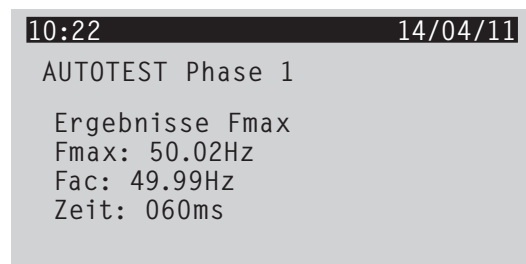 10:22 14/04/11
AUTOTEST Phase 1
Ergebnisse Fmax
Fmax: 50.02Hz
Fac: 49.99Hz
Zeit: 060ms